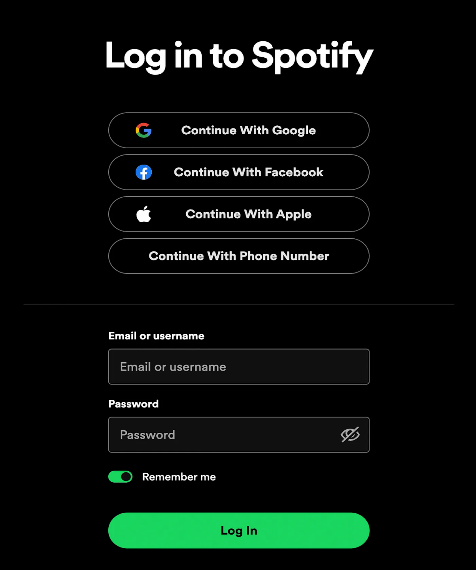 Log in to Spotify
Continue With Google
Continue With Facebook
Continue With Apple
Continue With Phone Number
Email or username
Email or username
Password
Password
Remember me
Log In